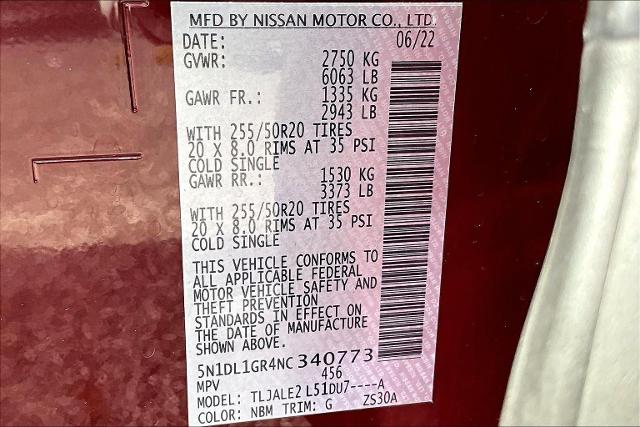 MFD BY NISSAN MOTOR CO., LTD.
DATE: 06/22
GVWR: 2750 KG
6063 LB
GAWR FR.: 1335 KG
2943 LB
WITH 255/50R20 TIRES
20 X 8.0 RIMS AT 35 PSI
COLD SINGLE
GAWR RR.: 1530 KG
3373 LB
WITH 255/50R20 TIRES
20 X 8.0 RIMS AT 35 PSI
COLD SINGLE
THIS VEHICLE CONFORMS TO
ALL APPLICABLE FEDERAL
MOTOR VEHICLE SAFETY AND
THEFT PREVENTION
STANDARDS IN EFFECT ON
THE DATE OF MANUFACTURE
SHOWN ABOVE.
5N1DL1GR4NC340773
MPV 456
MODEL: TLJALE2 L51DU7----A
COLOR: NBM TRIM: G ZS30A